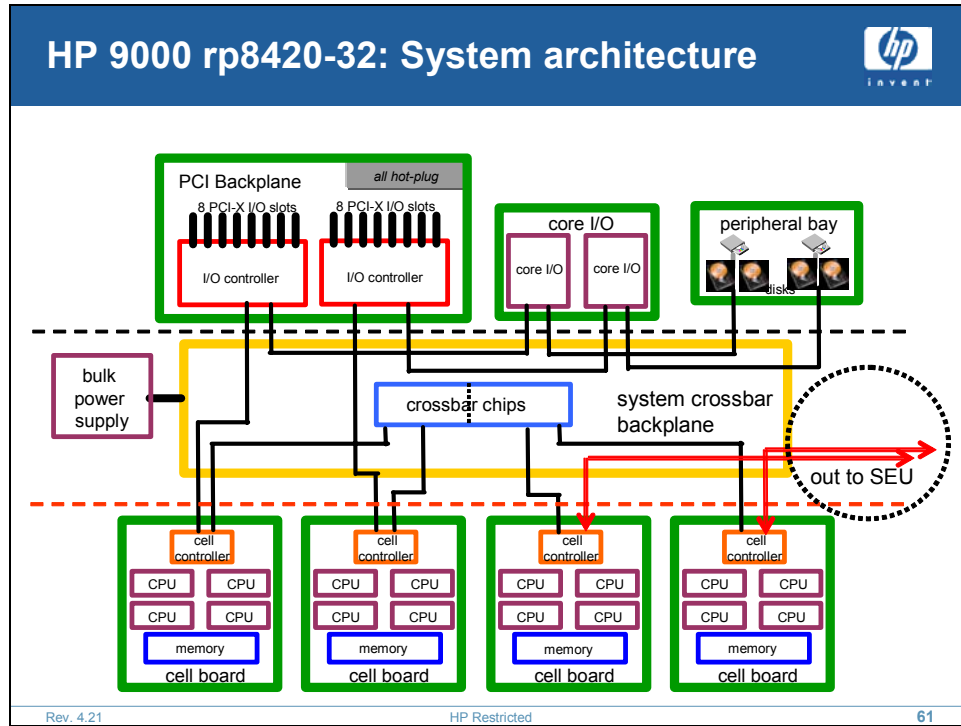 HP 9000 rp8420-32: System architecture
hp
invent
PCI Backplane
all hot-plug
8 PCI-X I/O slots
8 PCI-X I/O slots
I/O controller
I/O controller
core I/O
core I/O
core I/O
peripheral bay
disks
bulk
power
supply
crossbar chips
system crossbar
backplane
out to SEU
cell
controller
CPU
CPU
CPU
CPU
memory
cell board
cell
controller
CPU
CPU
CPU
CPU
memory
cell board
cell
controller
CPU
CPU
CPU
CPU
memory
cell board
cell
controller
CPU
CPU
CPU
CPU
memory
cell board
Rev. 4.21
HP Restricted
61